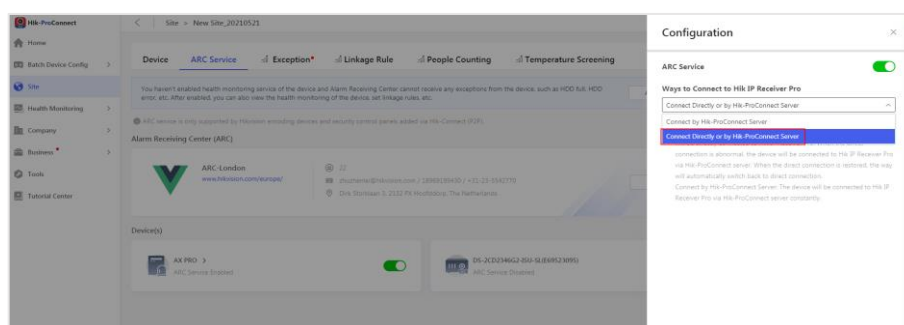 Hik-ProConnect
Site > New Site_20210521
Home
Batch Device Config
Site
Health Monitoring
Company
Business
Tools
Tutorial Center
Device
ARC Service
Exception
Linkage Rule
People Counting
Temperature Screening
You haven't enabled health monitoring service of the device and Alarm Receiving Center cannot receive any exceptions from the device, such as HDD full, HDD
error, etc. After enabled, you can also view the health monitoring of the device, set linkage rules, etc.
ARC service is only supported by Hikvision encoding devices and security control panels added via Hik-Connect (P2P).
Alarm Receiving Center (ARC)
ARC-London
www.hikvision.com/europe/
22
Dirk Storklaan 3, 2132 PX Hoofddorp, The Netherlands
Device(s)
AX PRO >
ARC Service Enabled
ARC Service Disabled
Configuration
ARC Service
Ways to Connect to Hik IP Receiver Pro
Connect Directly or by Hik-ProConnect Server
Connect by Hik-ProConnect Server
Connect Directly or by Hik-ProConnect Server
connection is abnormal, the device will be connected to Hik IP Receiver Pro
via Hik-ProConnect server. When the direct connection is restored, the way
will automatically switch back to direct connection.
Connect by Hik-ProConnect Server: The device will be connected to Hik IP
Receiver Pro via Hik-ProConnect server constantly.